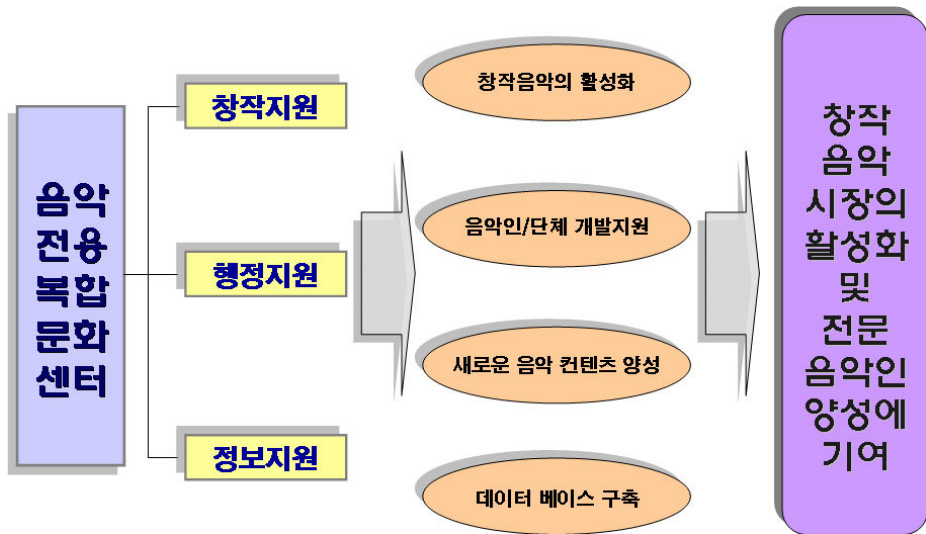 음악
전용
복합
문화
센터
창작지원
행정지원
정보지원
창작음악의 활성화
음악인/단체 개발지원
새로운 음악 컨텐츠 양성
데이터 베이스 구축
창작
음악
시장의
활성화
및
전문
음악인
양성에
기여